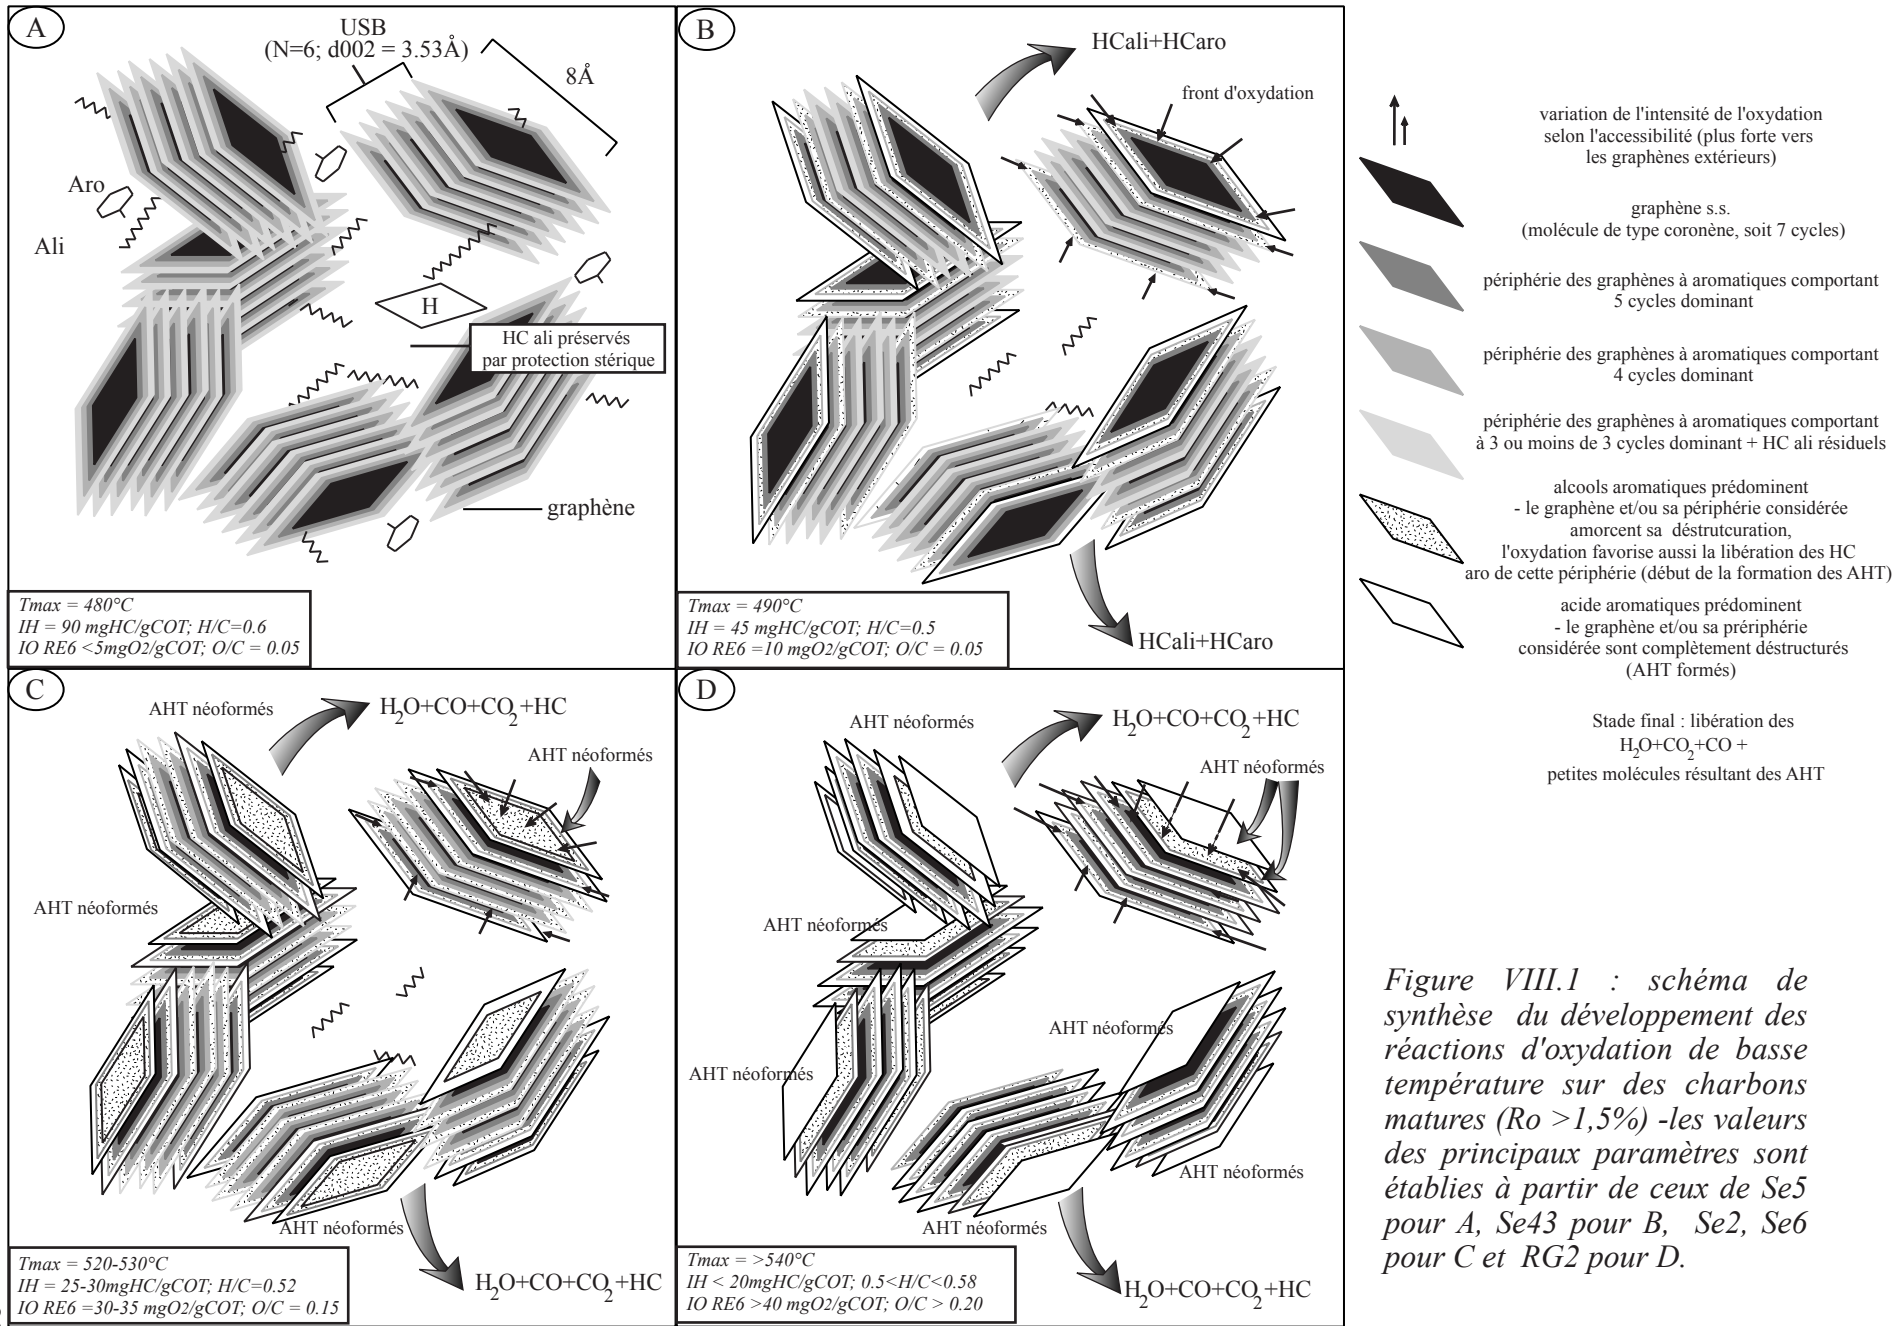 A
USB
(N=6; d002 = 3.53Å)
8Å
Aro
Ali
H
HC ali préservés
par protection stérique
graphène
Tmax = 480°C
IH = 90 mgHC/gCOT; H/C=0.6
IO RE6 <5mgO2/gCOT; O/C = 0.05
B
HCali+HCaro
front d'oxydation
HCali+HCaro
Tmax = 490°C
IH = 45 mgHC/gCOT; H/C=0.5
IO RE6 =10 mgO2/gCOT; O/C = 0.05
C
AHT néoformés
H2O+CO+CO2+HC
AHT néoformés
AHT néoformés
AHT néoformés
H2O+CO+CO2+HC
Tmax = 520-530°C
IH = 25-30mgHC/gCOT; H/C=0.52
IO RE6 =30-35 mgO2/gCOT; O/C = 0.15
D
AHT néoformés
H2O+CO+CO2+HC
AHT néoformés
AHT néoformés
AHT néoformés
AHT néoformés
AHT néoformés
AHT néoformés
H2O+CO+CO2+HC
Tmax = >540°C
IH < 20mgHC/gCOT; 0.5<H/C<0.58
IO RE6 >40 mgO2/gCOT; O/C > 0.20
variation de l'intensité de l'oxydation
selon l'accessibilité (plus forte vers
les graphènes extérieurs)
graphène s.s.
(molécule de type coronène, soit 7 cycles)
périphérie des graphènes à aromatiques comportant
5 cycles dominant
périphérie des graphènes à aromatiques comportant
4 cycles dominant
périphérie des graphènes à aromatiques comportant
à 3 ou moins de 3 cycles dominant + HC ali résiduels
alcools aromatiques prédominent
- le graphène et/ou sa périphérie considérée
amorcent sa déstrutcuration,
l'oxydation favorise aussi la libération des HC
aro de cette périphérie (début de la formation des AHT)
acide aromatiques prédominent
- le graphène et/ou sa prériphérie
considérée sont complètement déstructurés
(AHT formés)
Stade final : libération des
H2O+CO2+CO +
petites molécules résultant des AHT
Figure VIII.1 : schéma de
synthèse du développement des
réactions d'oxydation de basse
température sur des charbons
matures (Ro >1,5%) -les valeurs
des principaux paramètres sont
établies à partir de ceux de Se5
pour A, Se43 pour B, Se2, Se6
pour C et RG2 pour D.